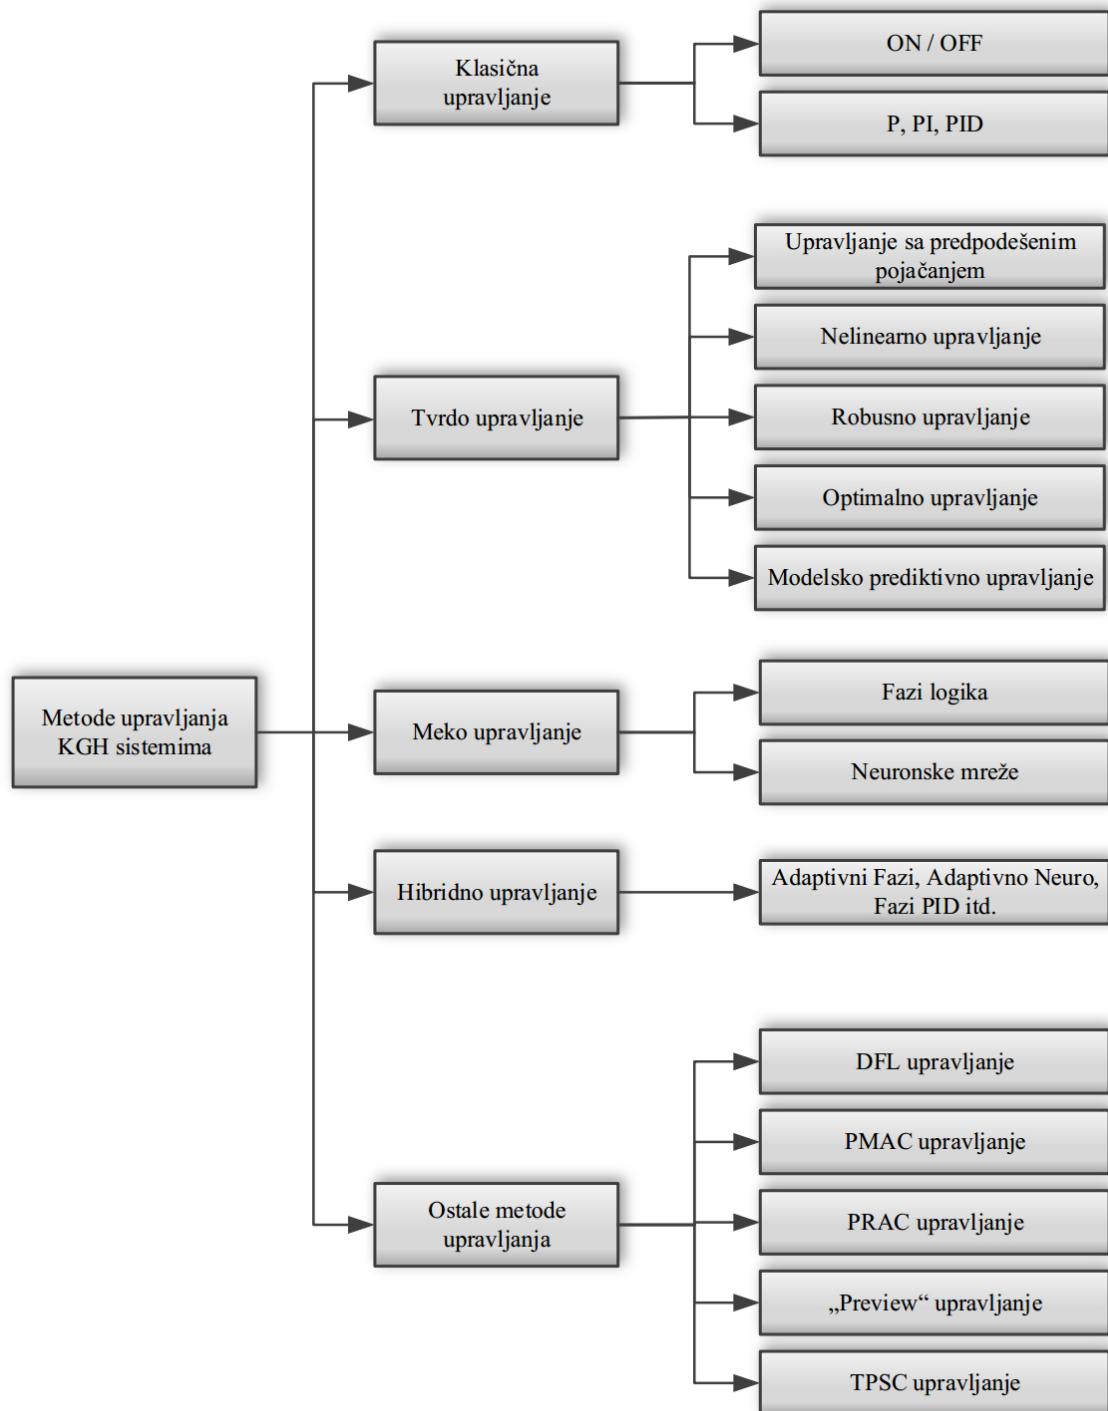 Klasična
upravljanje
ON / OFF
P, PI, PID
Tvrdo upravljanje
Upravljanje sa predpodešenim
pojačanjem
Nelinearno upravljanje
Robusno upravljanje
Optimalno upravljanje
Modelsko prediktivno upravljanje
Metode upravljanja
KGH sistemima
Meko upravljanje
Fazi logika
Neuronske mreže
Hibridno upravljanje
Adaptivni Fazi, Adaptivno Neuro,
Fazi PID itd.
Ostale metode
upravljanja
DFL upravljanje
PMAC upravljanje
PRAC upravljanje
„Preview“ upravljanje
TPSC upravljanje